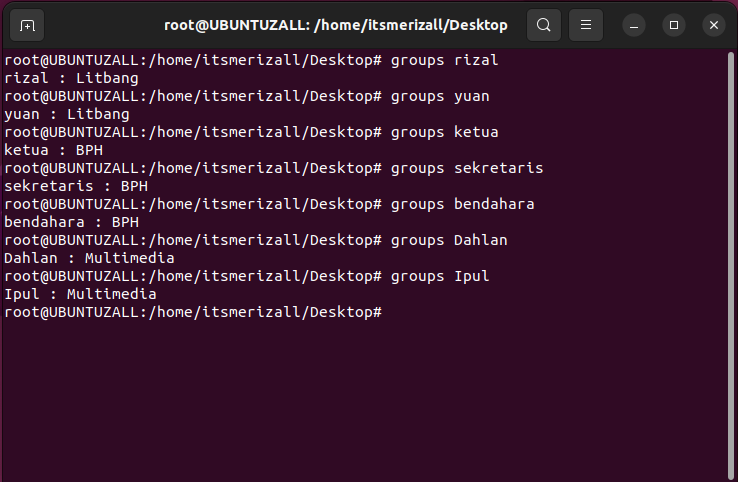 root@UBUNTUZALL: /home/itsmerizall/Desktop
root@UBUNTUZALL:/home/itsmerizall/Desktop# groups rizal
rizal : Litbang
root@UBUNTUZALL:/home/itsmerizall/Desktop# groups yuan
yuan : Litbang
root@UBUNTUZALL:/home/itsmerizall/Desktop# groups ketua
ketua : BPH
root@UBUNTUZALL:/home/itsmerizall/Desktop# groups sekretaris
sekretaris : BPH
root@UBUNTUZALL:/home/itsmerizall/Desktop# groups bendahara
bendahara : BPH
root@UBUNTUZALL:/home/itsmerizall/Desktop# groups Dahlan
Dahlan : Multimedia
root@UBUNTUZALL:/home/itsmerizall/Desktop# groups Ipul
Ipul : Multimedia
root@UBUNTUZALL:/home/itsmerizall/Desktop#